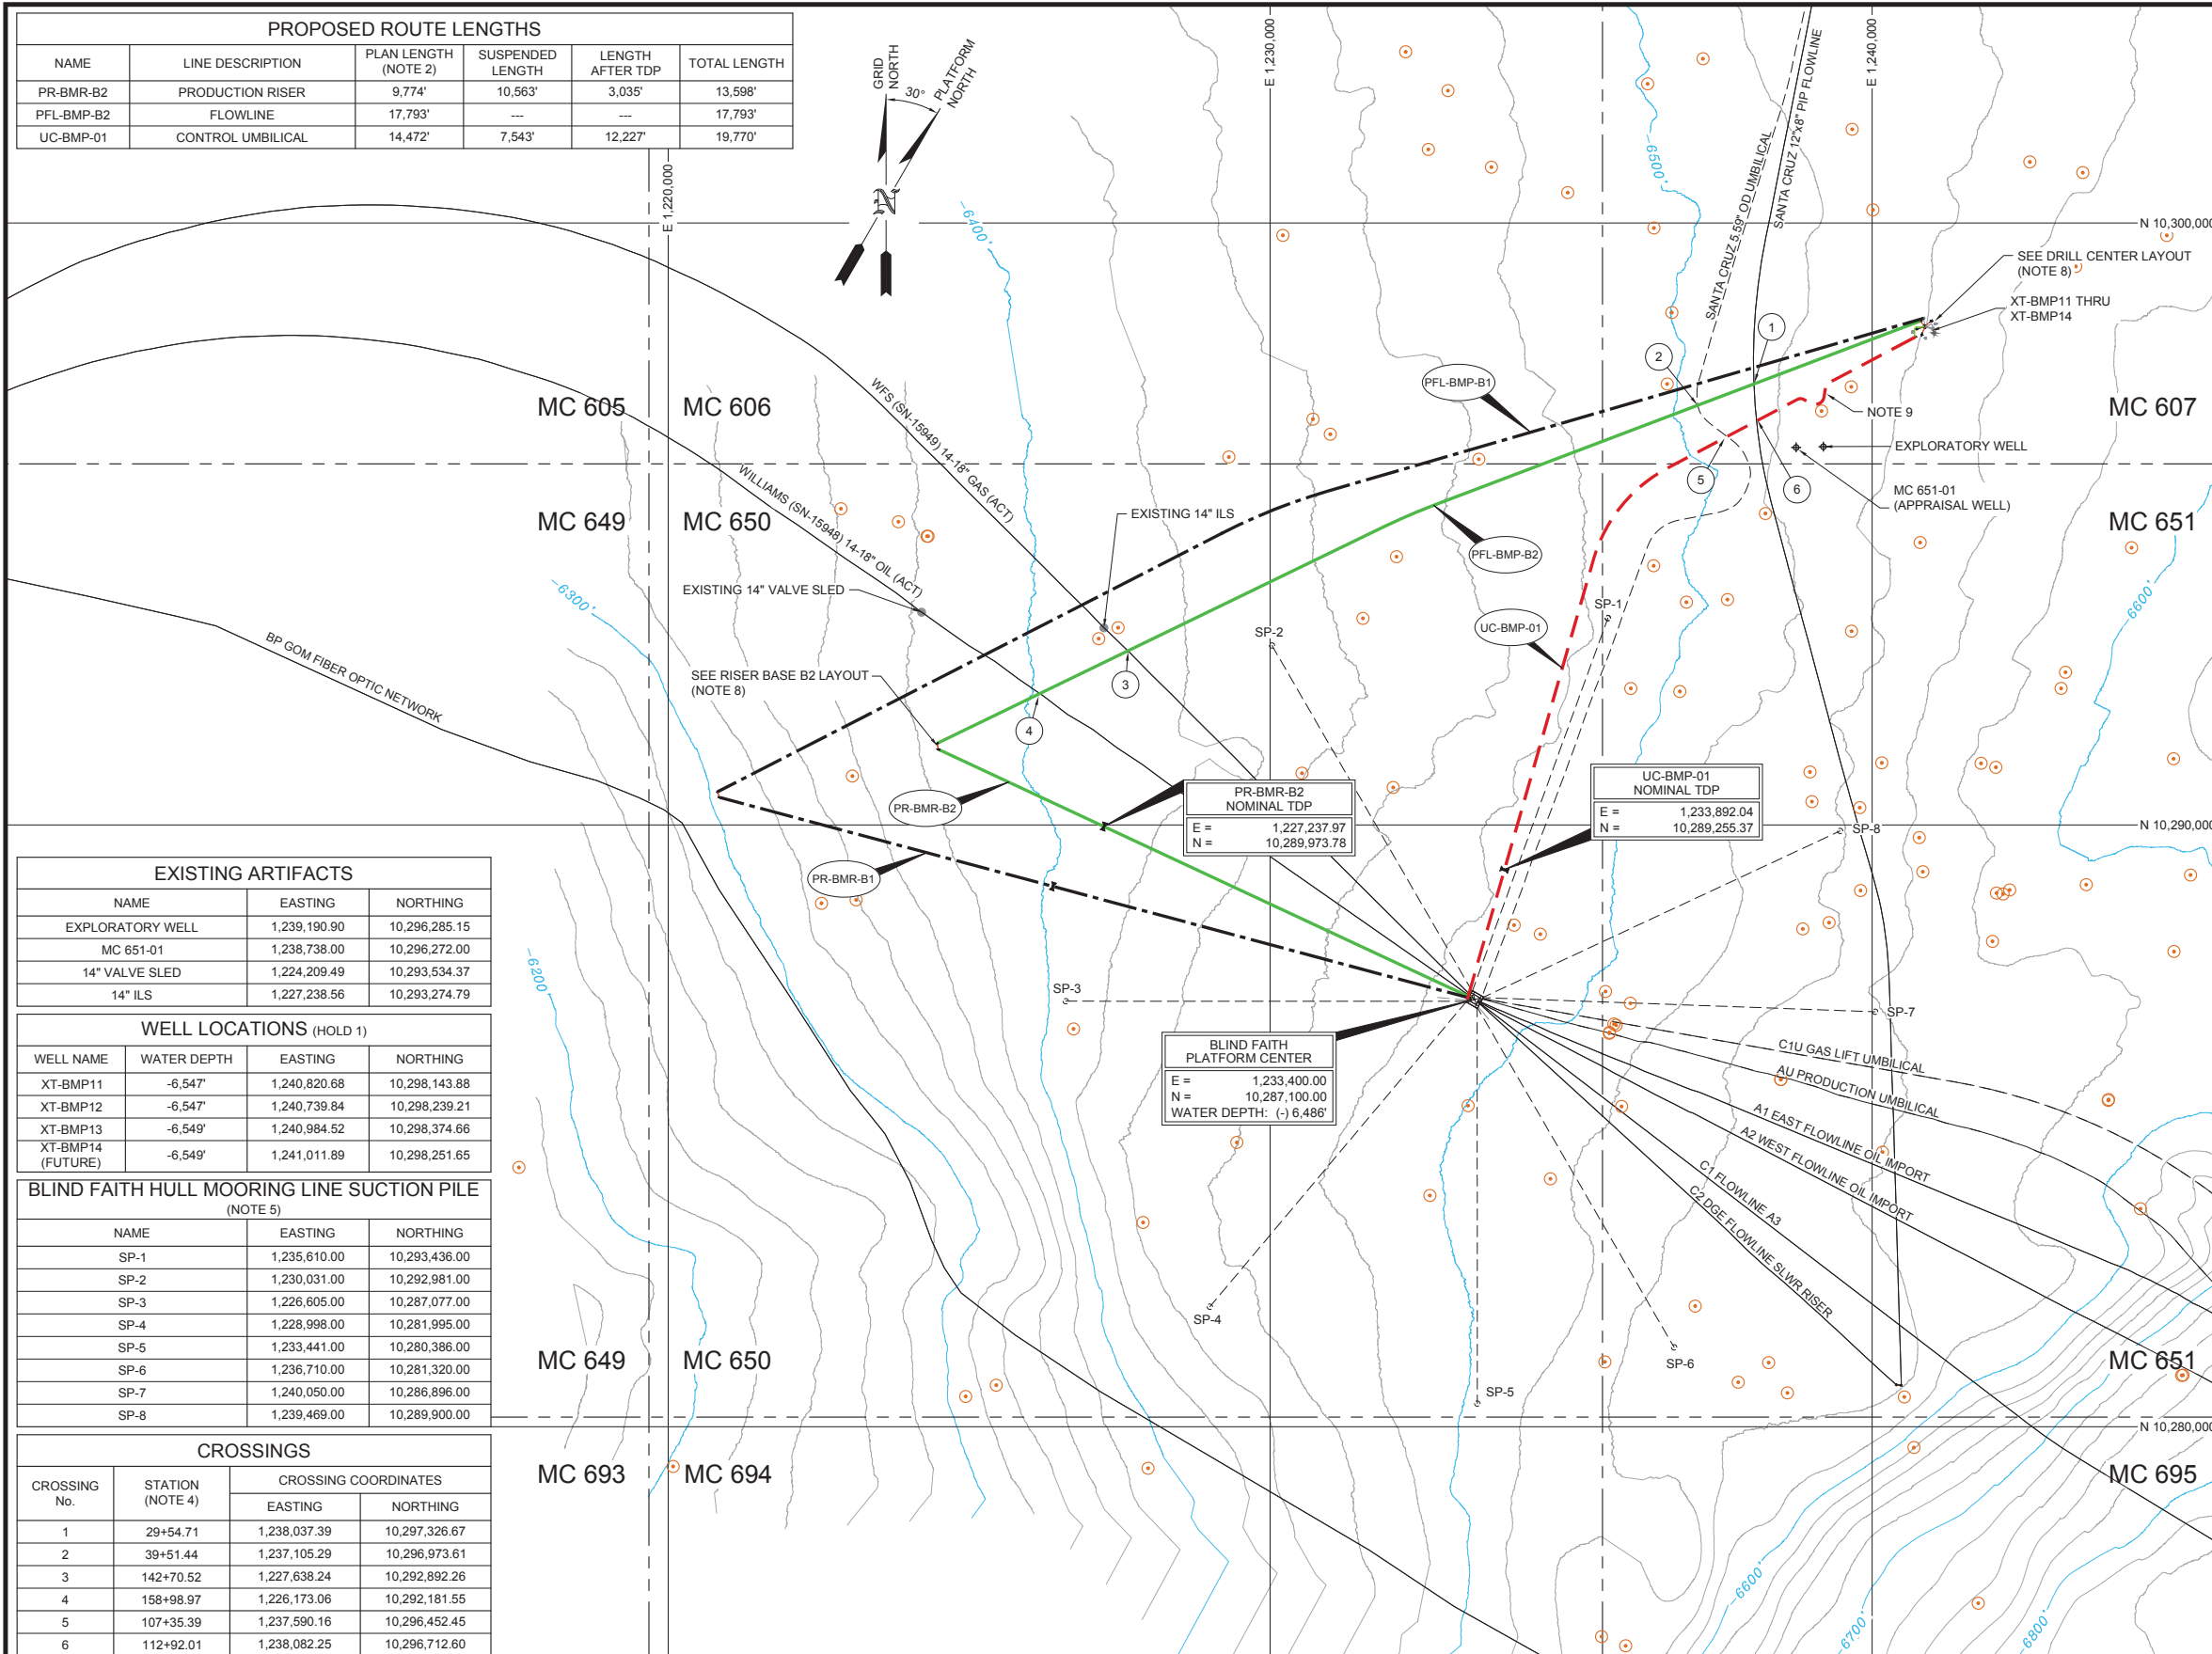 PROPOSED ROUTE LENGTHS
NAME LINE DESCRIPTION PLAN LENGTH (NOTE 2) SUSPENDED LENGTH LENGTH AFTER TDP TOTAL LENGTH
PR-BMR-B2 PRODUCTION RISER 9,774' 10,563' 3,035' 13,598'
PFL-BMP-B2 FLOWLINE 17,793' --- --- 17,793'
UC-BMP-01 CONTROL UMBILICAL 14,472' 7,543' 12,227' 19,770'
GRID NORTH
30°
PLATFORM NORTH
N
E 1,220,000
E 1,230,000
E 1,240,000
N 10,300,000
N 10,290,000
N 10,280,000
-6400'
-6500'
-6300'
-6200'
6600'
-6600'
-6700'
-6800'
SANTA CRUZ 5.59" OD UMBILICAL
SANTA CRUZ 12"x8" PIP FLOWLINE
SEE DRILL CENTER LAYOUT
(NOTE 8)
XT-BMP11 THRU
XT-BMP14
1
2
NOTE 9
EXPLORATORY WELL
MC 651-01
(APPRAISAL WELL)
5
6
MC 605
MC 606
MC 607
MC 649
MC 650
MC 651
WFS (SN-15949) 14-18" GAS (ACT)
WILLIAMS (SN-15948) 14-18" OIL (ACT)
EXISTING 14" ILS
EXISTING 14" VALVE SLED
BP GOM FIBER OPTIC NETWORK
SEE RISER BASE B2 LAYOUT
(NOTE 8)
PFL-BMP-B1
PFL-BMP-B2
UC-BMP-01
3
4
PR-BMR-B2
PR-BMR-B1
SP-1
SP-2
SP-3
SP-4
SP-5
SP-6
SP-7
SP-8
PR-BMR-B2
NOMINAL TDP
E = 1,227,237.97
N = 10,289,973.78
UC-BMP-01
NOMINAL TDP
E = 1,233,892.04
N = 10,289,255.37
BLIND FAITH
PLATFORM CENTER
E = 1,233,400.00
N = 10,287,100.00
WATER DEPTH: (-) 6,486'
C1U GAS LIFT UMBILICAL
AU PRODUCTION UMBILICAL
A1 EAST FLOWLINE OIL IMPORT
A2 WEST FLOWLINE OIL IMPORT
C1 FLOWLINE A3
C2 DGE FLOWLINE SLWR RISER
MC 649
MC 650
MC 651
MC 693
MC 694
MC 695
EXISTING ARTIFACTS
NAME EASTING NORTHING
EXPLORATORY WELL 1,239,190.90 10,296,285.15
MC 651-01 1,238,738.00 10,296,272.00
14" VALVE SLED 1,224,209.49 10,293,534.37
14" ILS 1,227,238.56 10,293,274.79
WELL LOCATIONS (HOLD 1)
WELL NAME WATER DEPTH EASTING NORTHING
XT-BMP11 -6,547' 1,240,820.68 10,298,143.88
XT-BMP12 -6,547' 1,240,739.84 10,298,239.21
XT-BMP13 -6,549' 1,240,984.52 10,298,374.66
XT-BMP14 (FUTURE) -6,549' 1,241,011.89 10,298,251.65
BLIND FAITH HULL MOORING LINE SUCTION PILE
(NOTE 5)
NAME EASTING NORTHING
SP-1 1,235,610.00 10,293,436.00
SP-2 1,230,031.00 10,292,981.00
SP-3 1,226,605.00 10,287,077.00
SP-4 1,228,998.00 10,281,995.00
SP-5 1,233,441.00 10,280,386.00
SP-6 1,236,710.00 10,281,320.00
SP-7 1,240,050.00 10,286,896.00
SP-8 1,239,469.00 10,289,900.00
CROSSINGS
CROSSING No. STATION (NOTE 4) CROSSING COORDINATES
EASTING NORTHING
1 29+54.71 1,238,037.39 10,297,326.67
2 39+51.44 1,237,105.29 10,296,973.61
3 142+70.52 1,227,638.24 10,292,892.26
4 158+98.97 1,226,173.06 10,292,181.55
5 107+35.39 1,237,590.16 10,296,452.45
6 112+92.01 1,238,082.25 10,296,712.60